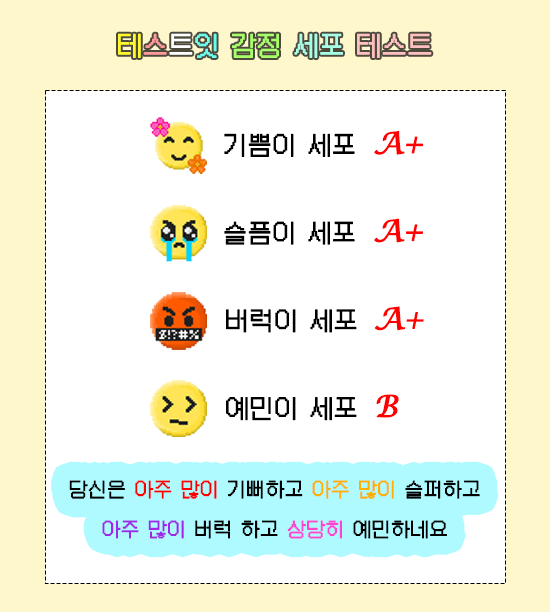 테스트잇 감정 세포 테스트
기쁨이 세포 A+
슬픔이 세포 A+
버럭이 세포 A+
$!?#%
예민이 세포 B
당신은 아주 많이 기뻐하고 아주 많이 슬퍼하고
아주 많이 버럭 하고 상당히 예민하네요